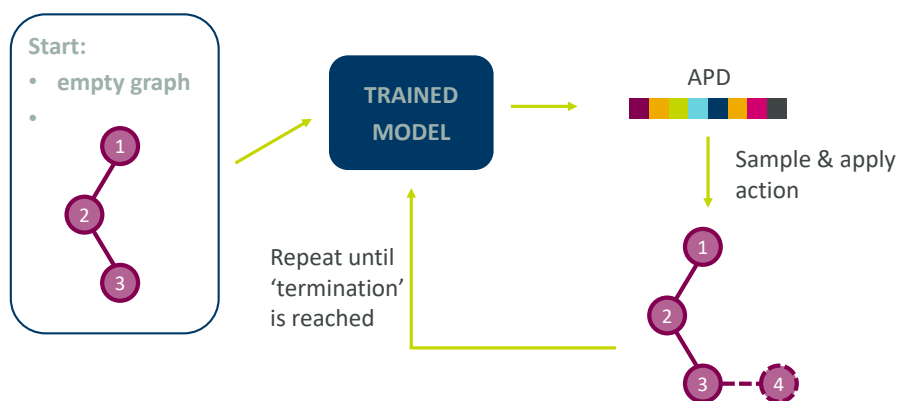 Start:
• empty graph
•
1
2
3
TRAINED
MODEL
APD
Sample & apply
action
1
2
3
4
Repeat until
‘termination’
is reached